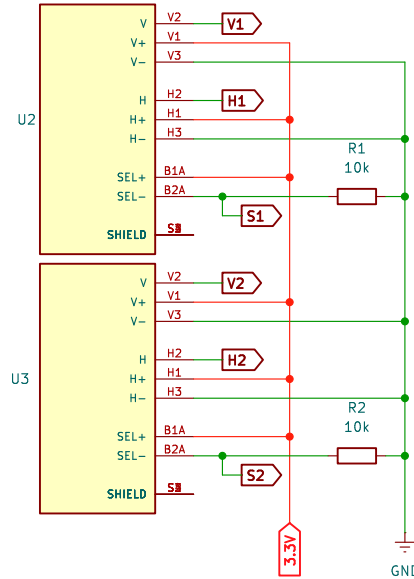 V V2 V1
V+ V1
V- V3
H H2 H1
U2 H+ H1
H- H3
R1
10k
SEL+ B1A
SEL- B2A
S1
SHIELD
V V2 V2
V+ V1
V- V3
H H2 H2
U3 H+ H1
H- H3
R2
10k
SEL+ B1A
SEL- B2A
S2
SHIELD
3.3V
GND